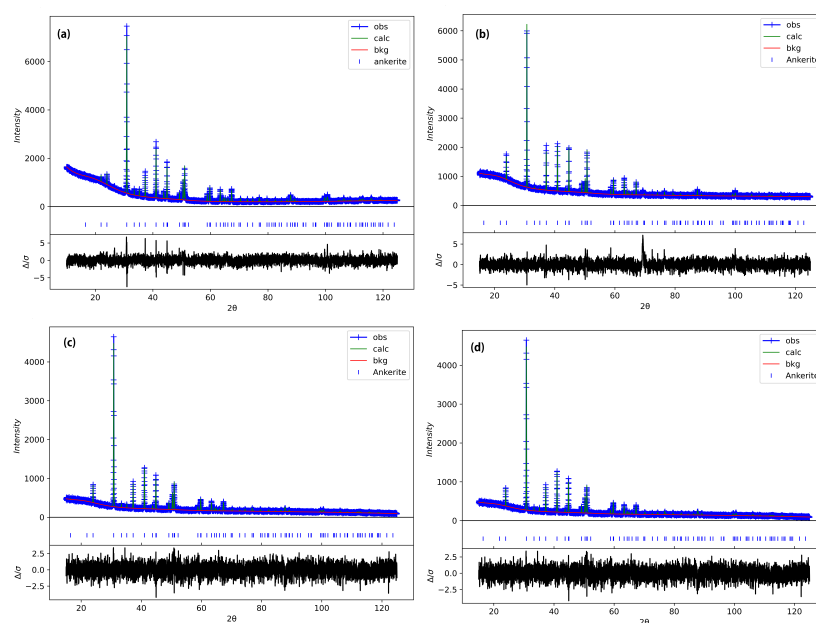 (a)
obs
calc
bkg
ankerite
Intensity
6000
4000
2000
0
Δ/σ
5
0
−5
20 40 60 80 100 120
2θ
(b)
obs
calc
bkg
Ankerite
Intensity
6000
5000
4000
3000
2000
1000
0
Δ/σ
5
0
−5
20 40 60 80 100 120
2θ
(c)
obs
calc
bkg
Ankerite
Intensity
4000
3000
2000
1000
0
Δ/σ
2.5
0.0
−2.5
20 40 60 80 100 120
2θ
(d)
obs
calc
bkg
Ankerite
Intensity
4000
3000
2000
1000
0
Δ/σ
2.5
0.0
−2.5
20 40 60 80 100 120
2θ